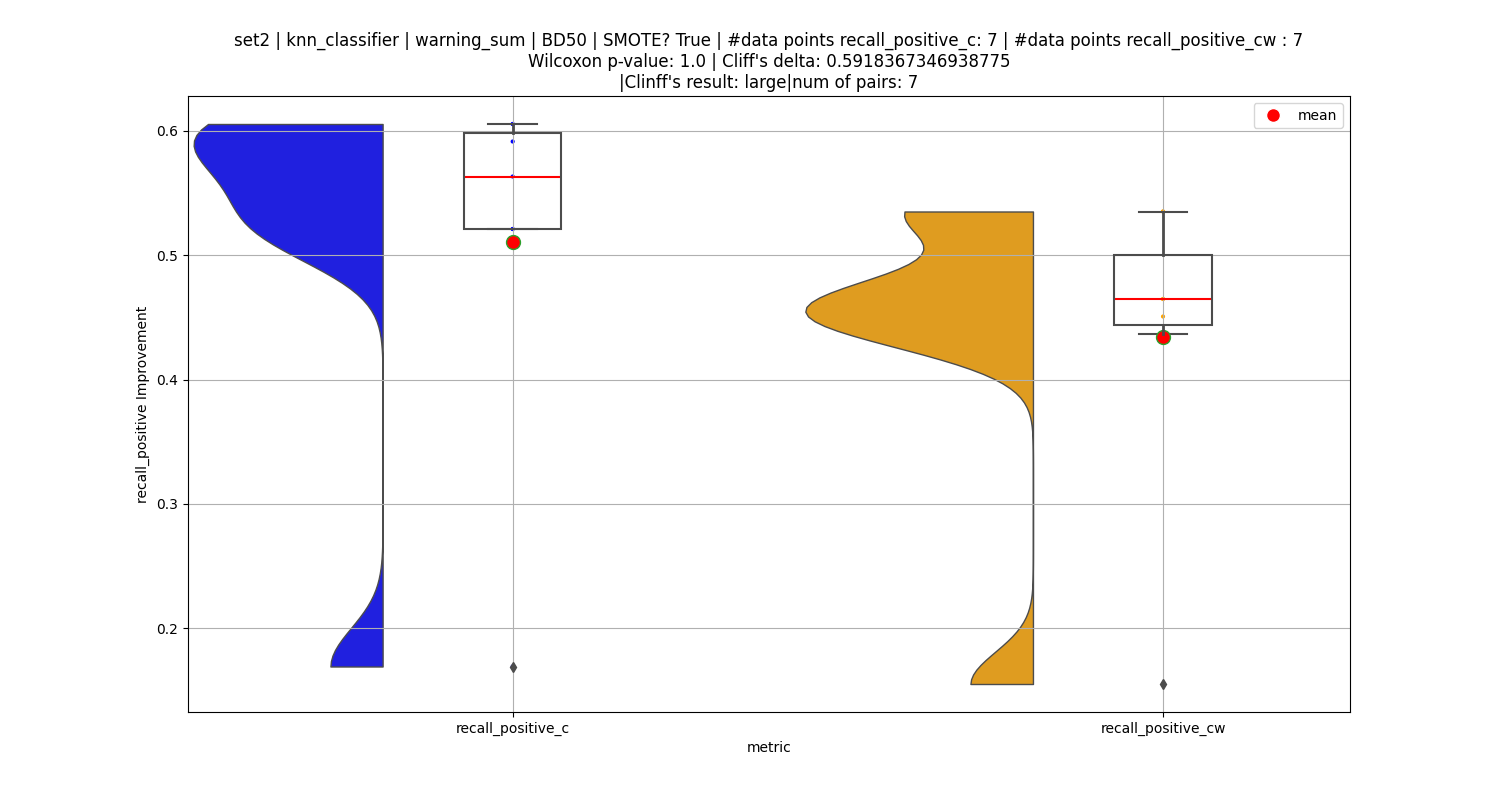 set2 | knn_classifier | warning_sum | BD50 | SMOTE? True | #data points recall_positive_c: 7 | #data points recall_positive_cw : 7
Wilcoxon p-value: 1.0 | Cliff's delta: 0.5918367346938775
|Clinff's result: large|num of pairs: 7
mean
0.6
0.5
0.4
0.3
0.2
recall_positive Improvement
recall_positive_c
recall_positive_cw
metric